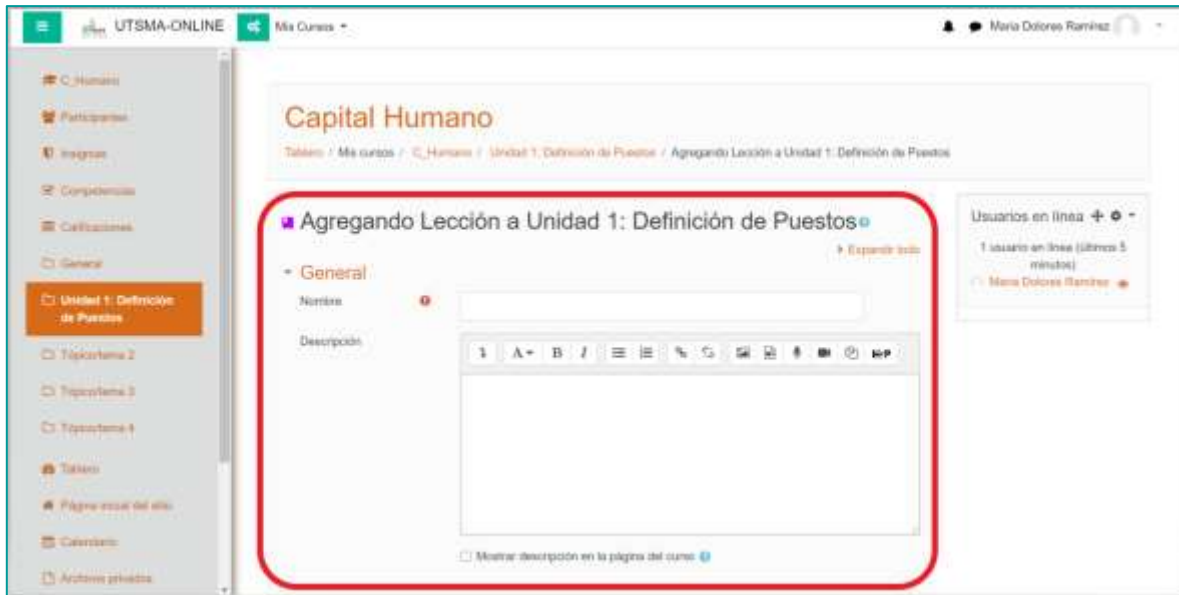 UTSMA-ONLINE
Mis Cursos
Maria Dolores Ramírez
C_Humano
Participantes
Insignias
Competencias
Calificaciones
General
Unidad 1: Definición
de Puestos
Tópico/tema 2
Tópico/tema 3
Tópico/tema 4
Tablero
Página inicial del sitio
Calendario
Archivos privados
Capital Humano
Tablero / Mis cursos / C_Humano / Unidad 1: Definición de Puestos / Agregando Lección a Unidad 1: Definición de Puestos
Agregando Lección a Unidad 1: Definición de Puestos
Expandir todo
General
Nombre
Descripción
A B I
H-P
Mostrar descripción en la página del curso
Usuarios en línea
1 usuario en línea (últimos 5
minutos)
Maria Dolores Ramírez